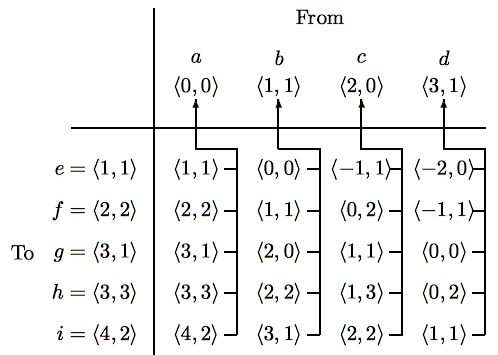 From
a b c d
⟨0, 0⟩ ⟨1, 1⟩ ⟨2, 0⟩ ⟨3, 1⟩
e = ⟨1, 1⟩ ⟨1, 1⟩ ⟨0, 0⟩ ⟨−1, 1⟩ ⟨−2, 0⟩
f = ⟨2, 2⟩ ⟨2, 2⟩ ⟨1, 1⟩ ⟨0, 2⟩ ⟨−1, 1⟩
To g = ⟨3, 1⟩ ⟨3, 1⟩ ⟨2, 0⟩ ⟨1, 1⟩ ⟨0, 0⟩
h = ⟨3, 3⟩ ⟨3, 3⟩ ⟨2, 2⟩ ⟨1, 3⟩ ⟨0, 2⟩
i = ⟨4, 2⟩ ⟨4, 2⟩ ⟨3, 1⟩ ⟨2, 2⟩ ⟨1, 1⟩